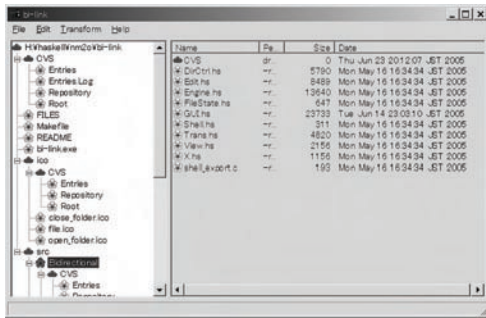 bi-link
File Edit Transform Help
H:¥haskell¥nm2o¥bi-link
CVS
Entries
Entries.Log
Repository
Root
FILES
Makefile
README
bi-link.exe
ico
CVS
Entries
Repository
Root
close_folder.ico
file.ico
open_folder.ico
src
Bidirectional
CVS
Entries
Name Pe... Size Date
CVS dr... 0 Thu Jun 23 20:12:07 JST 2005
DirCtrl.hs -r... 5790 Mon May 16 16:34:34 JST 2005
Edit.hs -r... 8489 Mon May 16 16:34:34 JST 2005
Engine.hs -r... 13640 Mon May 16 16:34:34 JST 2005
FileState.hs -r... 647 Mon May 16 16:34:34 JST 2005
GUI.hs -r... 23733 Tue Jun 14 23:03:10 JST 2005
Shell.hs -r... 311 Mon May 16 16:34:34 JST 2005
Trans.hs -r... 4820 Mon May 16 16:34:34 JST 2005
View.hs -r... 2156 Mon May 16 16:34:34 JST 2005
X.hs -r... 1156 Mon May 16 16:34:34 JST 2005
shell_export.c -r... 193 Mon May 16 16:34:34 JST 2005